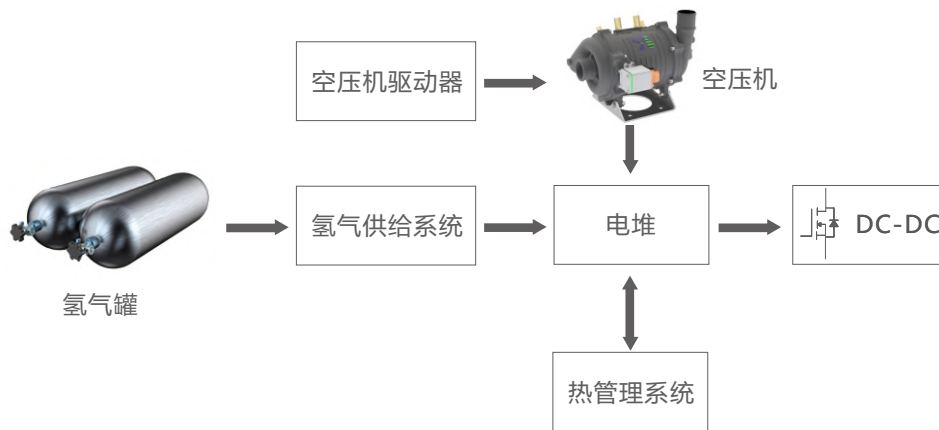 空压机驱动器
空压机
氢气供给系统
电堆
DC-DC
氢气罐
热管理系统